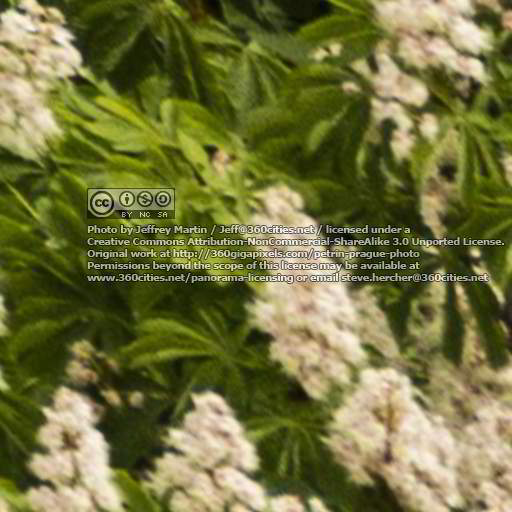 cc
BY NC SA
Photo by Jeffrey Martin / Jeff@360cities.net / licensed under a
Creative Commons Attribution-NonCommercial-ShareAlike 3.0 Unported License.
Original work at http://360gigapixels.com/petrin-prague-photo
Permissions beyond the scope of this license may be available at
www.360cities.net/panorama-licensing or email steve.hercher@360cities.net